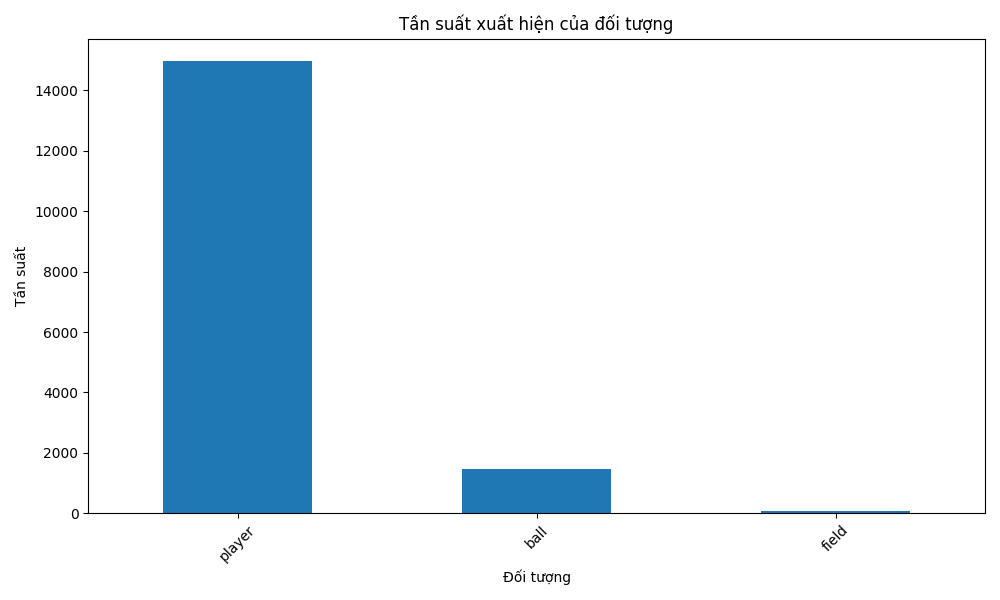 Tần suất xuất hiện của đối tượng
Tần suất
14000
12000
10000
8000
6000
4000
2000
0
player
ball
field
Đối tượng